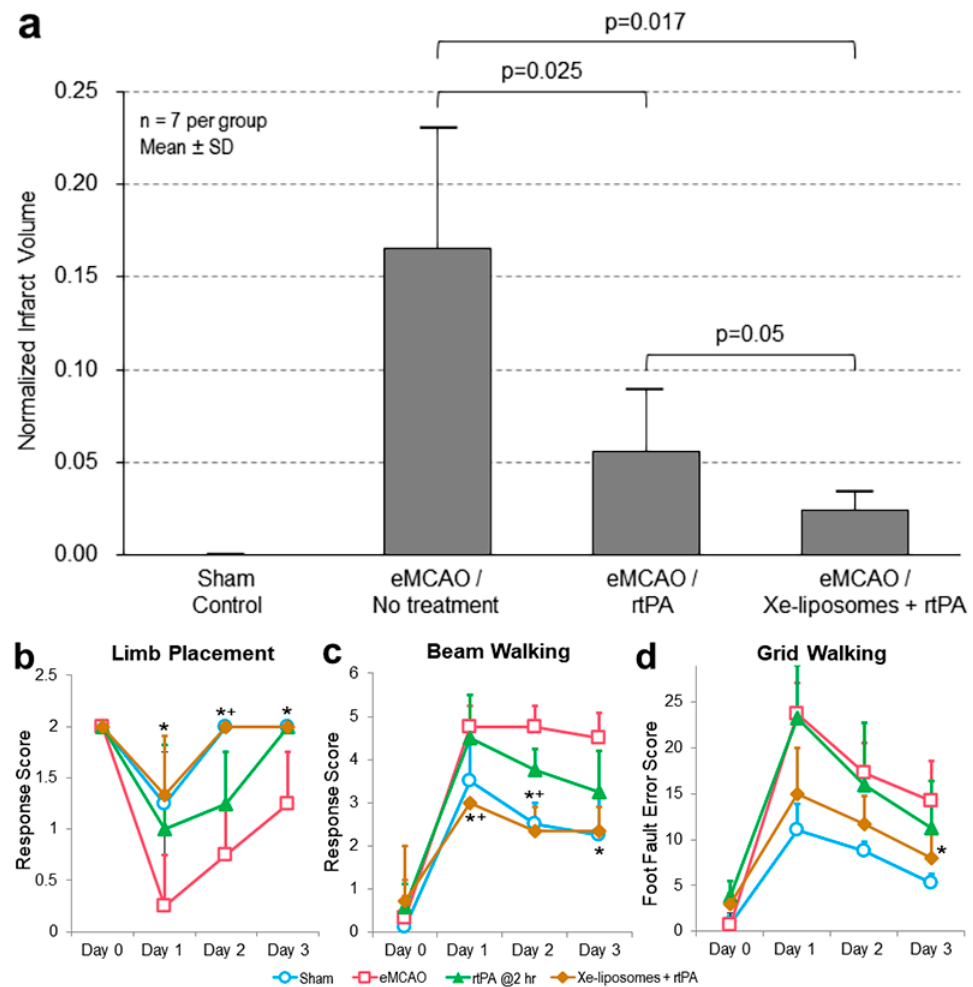 a
p=0.017
p=0.025
0.25
n = 7 per group
Mean ± SD
0.20
0.15
p=0.05
0.10
0.05
0.00
Normalized Infarct Volume
Sham
Control
eMCAO /
No treatment
eMCAO /
rtPA
eMCAO /
Xe-liposomes + rtPA
b
Limb Placement
2.5
2
1.5
1
0.5
0
Response Score
* *+ *
Day 0 Day 1 Day 2 Day 3
c
Beam Walking
6
5
4
3
2
1
0
Response Score
*+ *+ *
Day 0 Day 1 Day 2 Day 3
d
Grid Walking
25
20
15
10
5
0
Foot Fault Error Score
*
Day 0 Day 1 Day 2 Day 3
Sham eMCAO rtPA @2 hr Xe-liposomes + rtPA